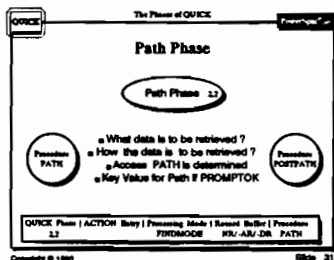 The Phases of QUICK
QUICK
Path Phase
Path Phase 2.2
Procedure
PATH
What data is to be retrieved ?
How the data is to be retrieved ?
Access PATH is determined
Key Value for Path if PROMPTOK
Procedure
POSTPATH
QUICK Phase | ACTION Entry | Processing Mode | Record Buffer | Procedure
2.2 FINDMODE NR/-AR/-DR PATH
Copyright © 1993
Slide 31